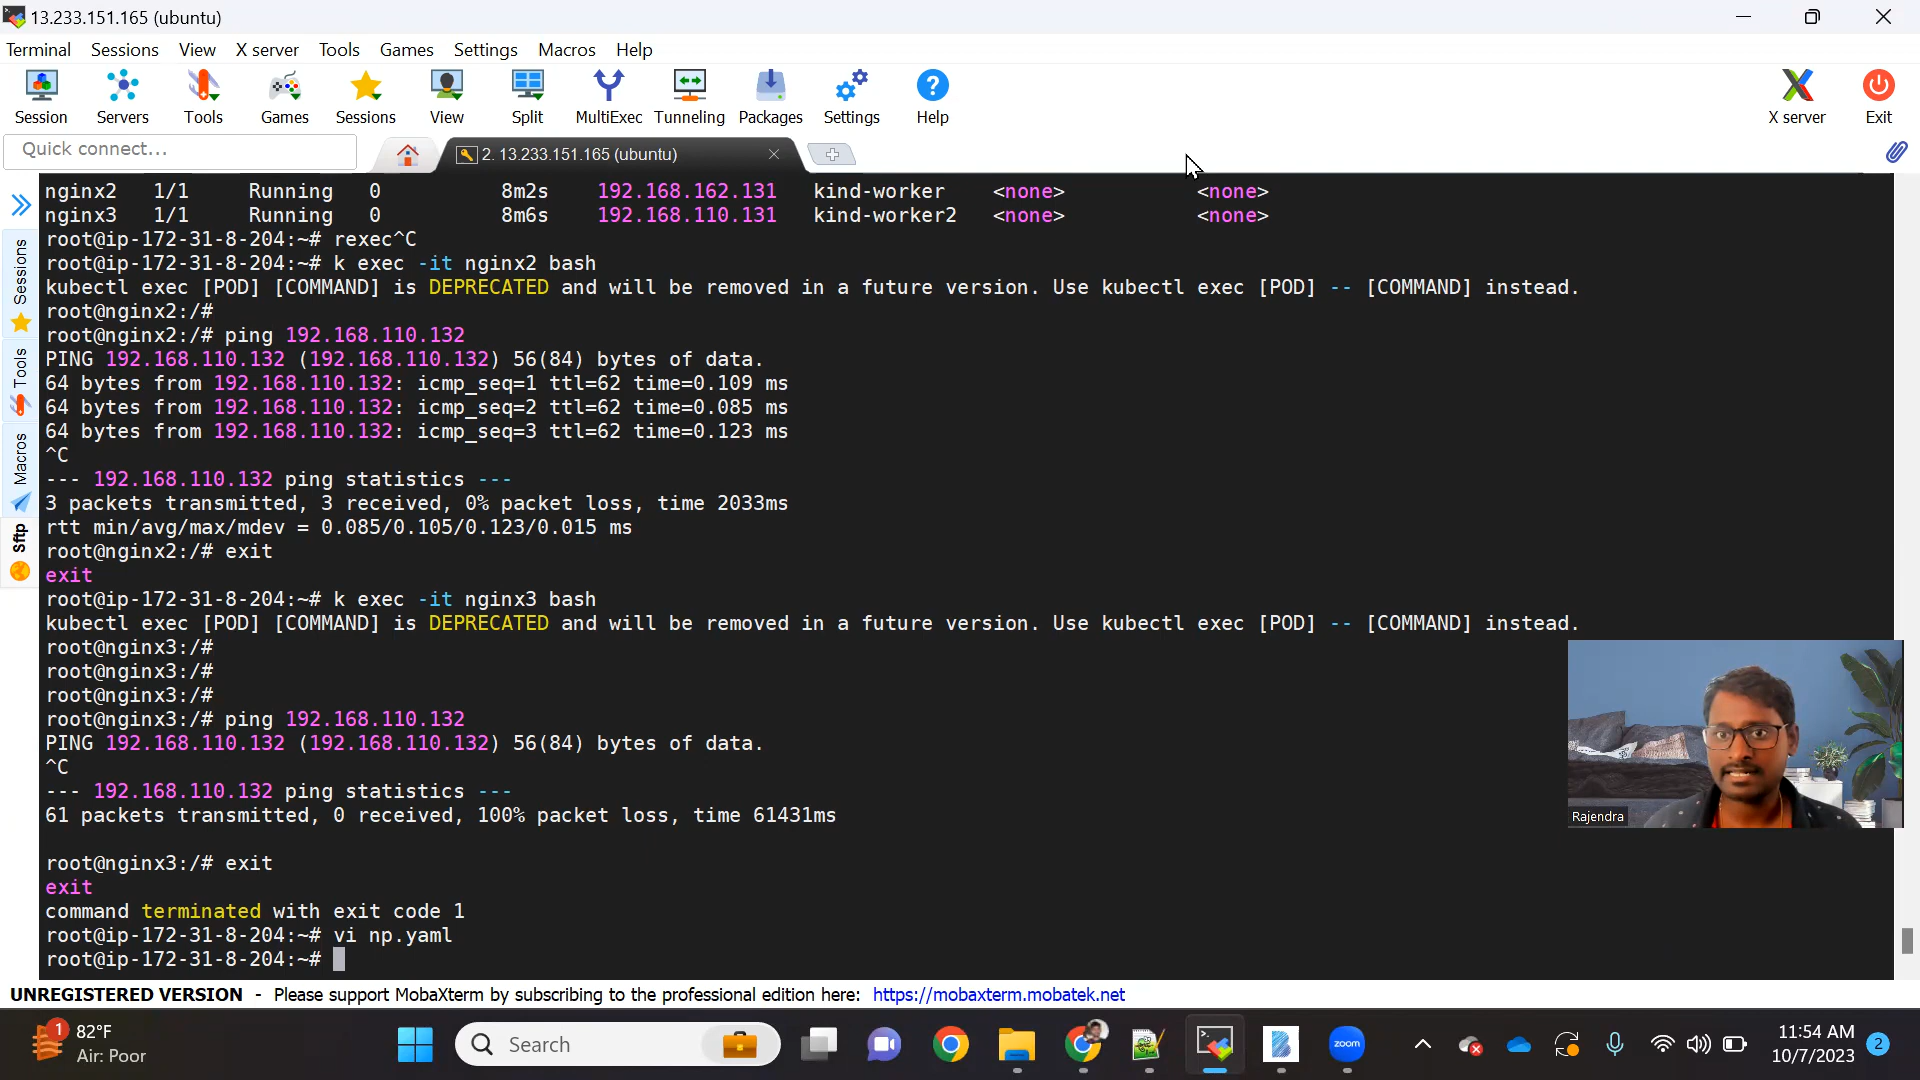 13.233.151.165 (ubuntu)
Terminal Sessions View X server Tools Games Settings Macros Help
Session Servers Tools Games Sessions View Split MultiExec Tunneling Packages Settings Help X server Exit
Quick connect...
2. 13.233.151.165 (ubuntu)
Sessions
Tools
Macros
Sftp
nginx2 1/1 Running 0 8m2s 192.168.162.131 kind-worker <none> <none>
nginx3 1/1 Running 0 8m6s 192.168.110.131 kind-worker2 <none> <none>
root@ip-172-31-8-204:~# rexec^C
root@ip-172-31-8-204:~# k exec -it nginx2 bash
kubectl exec [POD] [COMMAND] is DEPRECATED and will be removed in a future version. Use kubectl exec [POD] -- [COMMAND] instead.
root@nginx2:/#
root@nginx2:/# ping 192.168.110.132
PING 192.168.110.132 (192.168.110.132) 56(84) bytes of data.
64 bytes from 192.168.110.132: icmp_seq=1 ttl=62 time=0.109 ms
64 bytes from 192.168.110.132: icmp_seq=2 ttl=62 time=0.085 ms
64 bytes from 192.168.110.132: icmp_seq=3 ttl=62 time=0.123 ms
^C
--- 192.168.110.132 ping statistics ---
3 packets transmitted, 3 received, 0% packet loss, time 2033ms
rtt min/avg/max/mdev = 0.085/0.105/0.123/0.015 ms
root@nginx2:/# exit
exit
root@ip-172-31-8-204:~# k exec -it nginx3 bash
kubectl exec [POD] [COMMAND] is DEPRECATED and will be removed in a future version. Use kubectl exec [POD] -- [COMMAND] instead.
root@nginx3:/#
root@nginx3:/#
root@nginx3:/#
root@nginx3:/# ping 192.168.110.132
PING 192.168.110.132 (192.168.110.132) 56(84) bytes of data.
^C
--- 192.168.110.132 ping statistics ---
61 packets transmitted, 0 received, 100% packet loss, time 61431ms
root@nginx3:/# exit
exit
command terminated with exit code 1
root@ip-172-31-8-204:~# vi np.yaml
root@ip-172-31-8-204:~#
Rajendra
UNREGISTERED VERSION - Please support MobaXterm by subscribing to the professional edition here: https://mobaxterm.mobatek.net
1
82°F
Air: Poor
Search
zoom
11:54 AM
10/7/2023
2